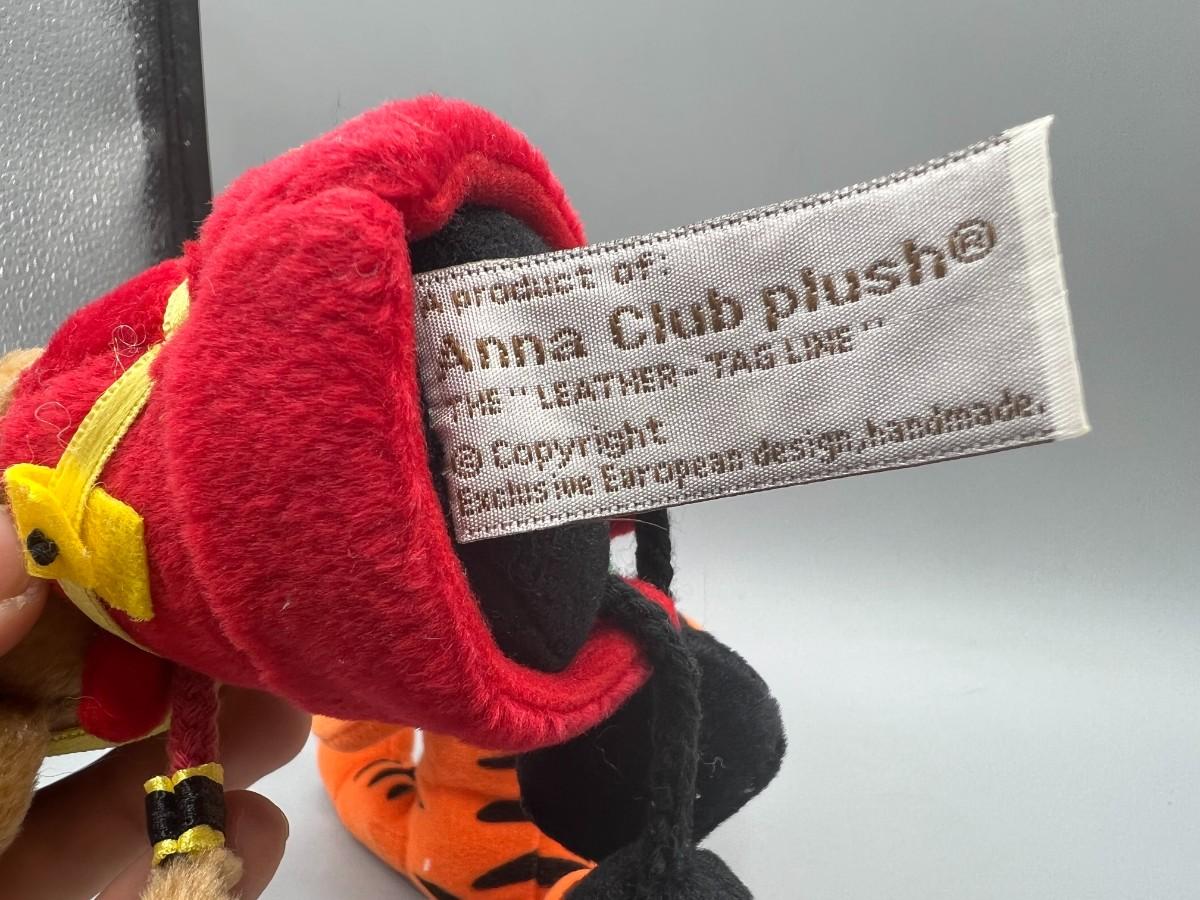 A product of:
Anna Club plush®
THE "LEATHER-TAG LINE"
© Copyright
Exclusive European design,handmade.